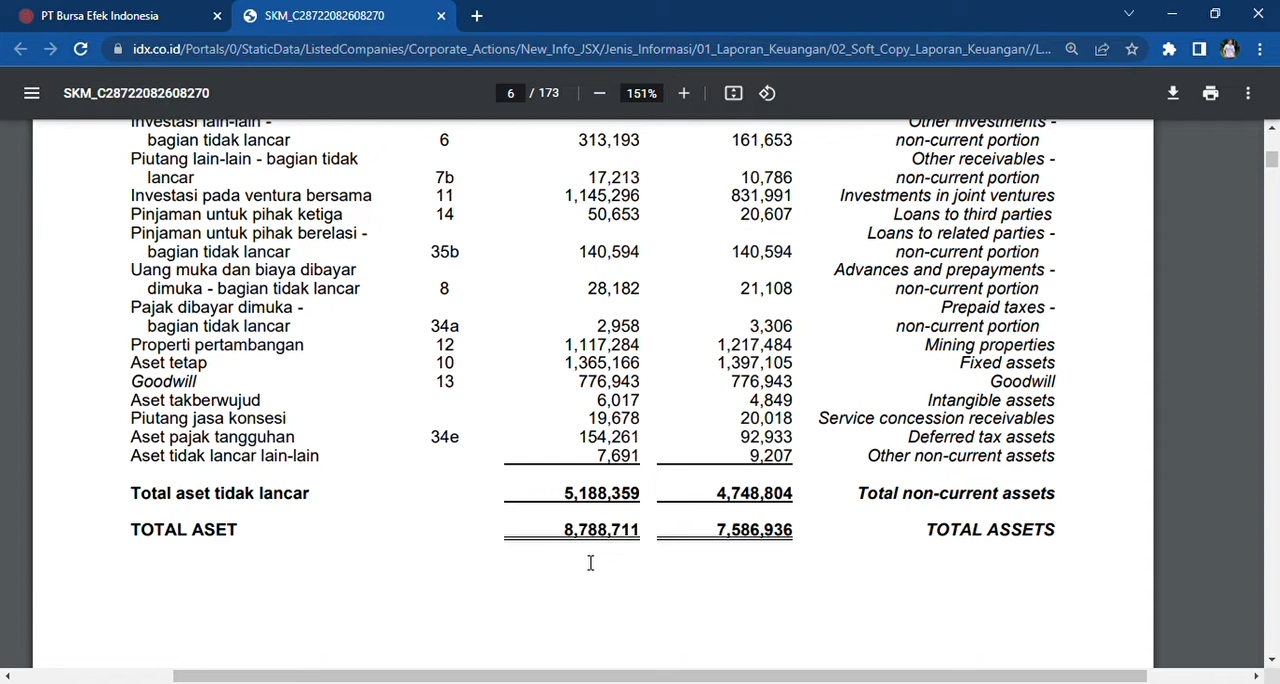 PT Bursa Efek Indonesia
SKM_C28722082608270
idx.co.id/Portals/0/StaticData/ListedCompanies/Corporate_Actions/New_Info_JSX/Jenis_Informasi/01_Laporan_Keuangan/02_Soft_Copy_Laporan_Keuangan//L...
SKM_C28722082608270 6 / 173 151%
Investasi lain-lain - Other investments -
bagian tidak lancar 6 313,193 161,653 non-current portion
Piutang lain-lain - bagian tidak Other receivables -
lancar 7b 17,213 10,786 non-current portion
Investasi pada ventura bersama 11 1,145,296 831,991 Investments in joint ventures
Pinjaman untuk pihak ketiga 14 50,653 20,607 Loans to third parties
Pinjaman untuk pihak berelasi - Loans to related parties -
bagian tidak lancar 35b 140,594 140,594 non-current portion
Uang muka dan biaya dibayar Advances and prepayments -
dimuka - bagian tidak lancar 8 28,182 21,108 non-current portion
Pajak dibayar dimuka - Prepaid taxes -
bagian tidak lancar 34a 2,958 3,306 non-current portion
Properti pertambangan 12 1,117,284 1,217,484 Mining properties
Aset tetap 10 1,365,166 1,397,105 Fixed assets
Goodwill 13 776,943 776,943 Goodwill
Aset takberwujud 6,017 4,849 Intangible assets
Piutang jasa konsesi 19,678 20,018 Service concession receivables
Aset pajak tangguhan 34e 154,261 92,933 Deferred tax assets
Aset tidak lancar lain-lain 7,691 9,207 Other non-current assets
Total aset tidak lancar 5,188,359 4,748,804 Total non-current assets
TOTAL ASET 8,788,711 7,586,936 TOTAL ASSETS